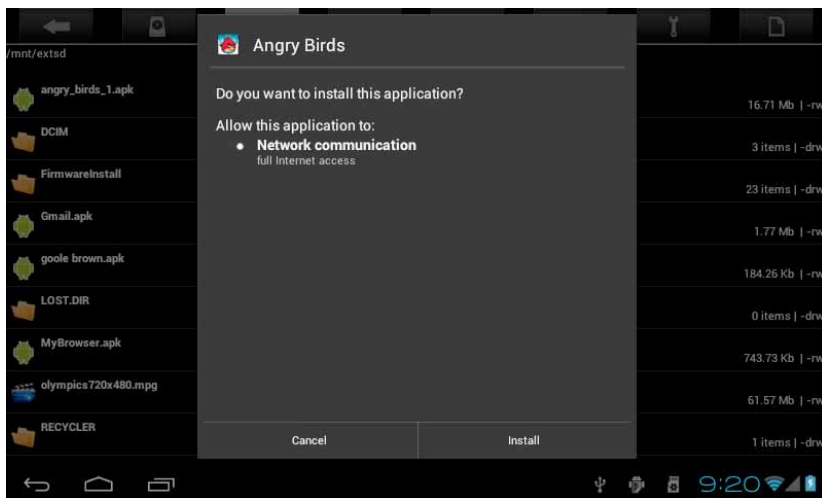 Angry Birds
/mnt/extsd
Do you want to install this application?
Allow this application to:
Network communication
full Internet access
angry_birds_1.apk
16.71 Mb | -rw
DCIM
3 items | -drw
FirmwareInstall
23 items | -drw
Gmail.apk
1.77 Mb | -rw
goole brown.apk
184.26 Kb | -rw
LOST.DIR
0 items | -drw
MyBrowser.apk
743.73 Kb | -rw
olympics720x480.mpg
61.57 Mb | -rw
RECYCLER
1 items | -drw
Cancel
Install
9:20